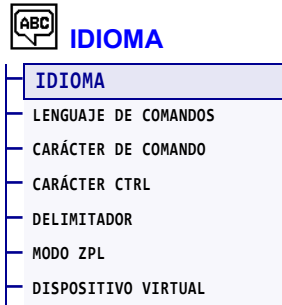 ABC
IDIOMA
IDIOMA
LENGUAJE DE COMANDOS
CARÁCTER DE COMANDO
CARÁCTER CTRL
DELIMITADOR
MODO ZPL
DISPOSITIVO VIRTUAL